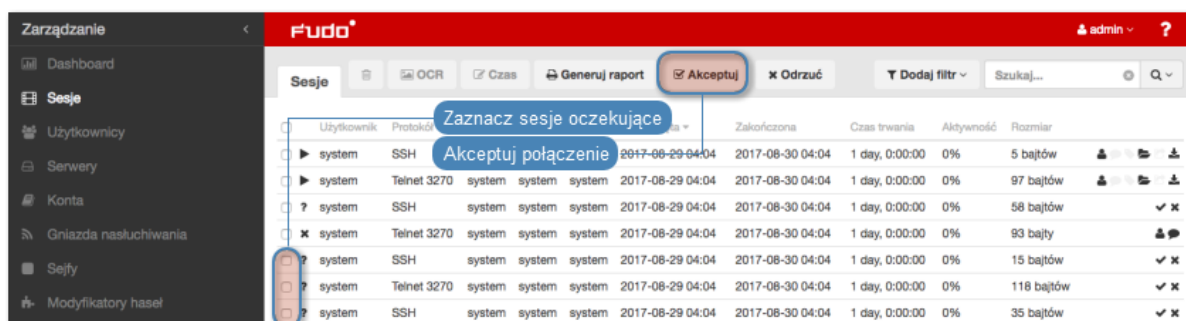 Zarządzanie
FUDO
admin
?
Dashboard
Sesje
Użytkownicy
Serwery
Konta
Gniazda nasłuchiwania
Sejfy
Modyfikatory haseł
Sesje OCR Czas Generuj raport Akceptuj Odrzuć Dodaj filtr Szukaj...
Zaznacz sesje oczekujące
Akceptuj połączenie
Użytkownik Protokół Zakończona Czas trwania Aktywność Rozmiar
system SSH 2017-08-29 04:04 2017-08-30 04:04 1 day, 0:00:00 0% 5 bajtów
system Telnet 3270 system system system 2017-08-29 04:04 2017-08-30 04:04 1 day, 0:00:00 0% 97 bajtów
? system SSH system system system 2017-08-29 04:04 2017-08-30 04:04 1 day, 0:00:00 0% 58 bajtów
system Telnet 3270 system system system 2017-08-29 04:04 2017-08-30 04:04 1 day, 0:00:00 0% 93 bajty
? system SSH system system system 2017-08-29 04:04 2017-08-30 04:04 1 day, 0:00:00 0% 15 bajtów
? system Telnet 3270 system system system 2017-08-29 04:04 2017-08-30 04:04 1 day, 0:00:00 0% 118 bajtów
? system SSH system system system 2017-08-29 04:04 2017-08-30 04:04 1 day, 0:00:00 0% 35 bajtów